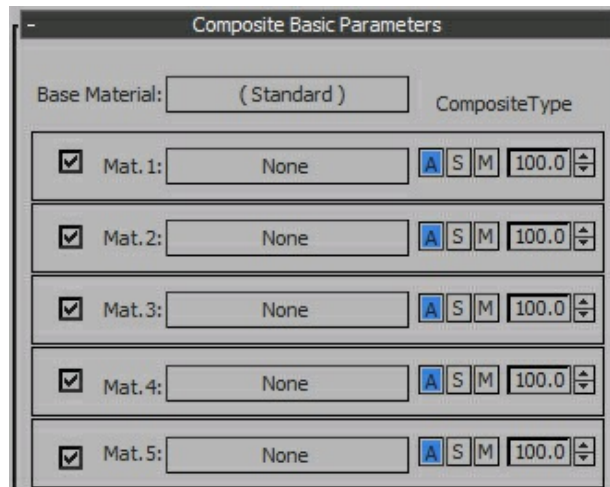 - Composite Basic Parameters
Base Material: ( Standard ) CompositeType
Mat.1: None A S M 100.0
Mat.2: None A S M 100.0
Mat.3: None A S M 100.0
Mat.4: None A S M 100.0
Mat.5: None A S M 100.0